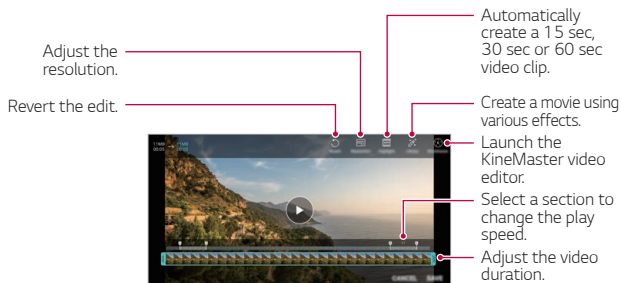 Automatically
create a 15 sec,
30 sec or 60 sec
video clip.
Adjust the
resolution.
Revert the edit.
Create a movie using
various effects.
Launch the
KineMaster video
editor.
Select a section to
change the play
speed.
Adjust the video
duration.
CANCEL SAVE